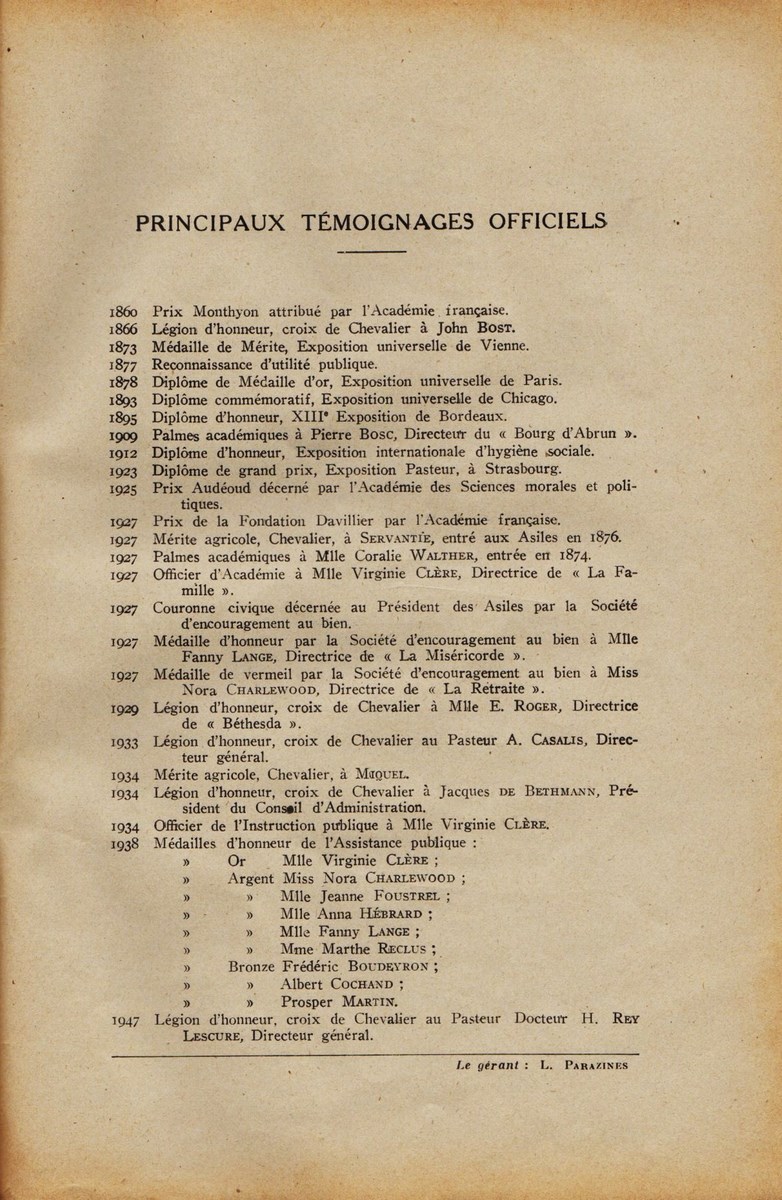 PRINCIPAUX TÉMOIGNAGES OFFICIELS
1860 Prix Monthyon attribué par l'Académie française.
1866 Légion d'honneur, croix de Chevalier à John BOST.
1873 Médaille de Mérite, Exposition universelle de Vienne.
1877 Reconnaissance d'utilité publique.
1878 Diplôme de Médaille d'or, Exposition universelle de Paris.
1893 Diplôme commémoratif, Exposition universelle de Chicago.
1895 Diplôme d'honneur, XIIIe Exposition de Bordeaux.
1909 Palmes académiques à Pierre BOSC, Directeur du « Bourg d'Abrun ».
1912 Diplôme d'honneur, Exposition internationale d'hygiène sociale.
1923 Diplôme de grand prix, Exposition Pasteur, à Strasbourg.
1925 Prix Audéoud décerné par l'Académie des Sciences morales et poli-
tiques.
1927 Prix de la Fondation Davillier par l'Académie française.
1927 Mérite agricole, Chevalier, à SERVANTIE, entré aux Asiles en 1876.
1927 Palmes académiques à Mlle Coralie WALTHER, entrée en 1874.
1927 Officier d'Académie à Mlle Virginie CLÈRE, Directrice de « La Fa-
mille ».
1927 Couronne civique décernée au Président des Asiles par la Société
d'encouragement au bien.
1927 Médaille d'honneur par la Société d'encouragement au bien à Mlle
Fanny LANGE, Directrice de « La Miséricorde ».
1927 Médaille de vermeil par la Société d'encouragement au bien à Miss
Nora CHARLEWOOD, Directrice de « La Retraite ».
1929 Légion d'honneur, croix de Chevalier à Mlle E. ROGER, Directrice
de « Béthesda ».
1933 Légion d'honneur, croix de Chevalier au Pasteur A. CASALIS, Direc-
teur général.
1934 Mérite agricole, Chevalier, à MIQUEL.
1934 Légion d'honneur, croix de Chevalier à Jacques DE BETHMANN, Pré-
sident du Conseil d'Administration.
1934 Officier de l'Instruction publique à Mlle Virginie CLÈRE.
1938 Médailles d'honneur de l'Assistance publique :
» Or Mlle Virginie CLÈRE ;
» Argent Miss Nora CHARLEWOOD ;
» » Mlle Jeanne FOUSTREL ;
» » Mlle Anna HÉBRARD ;
» » Mlle Fanny LANGE ;
» » Mme Marthe RECLUS ;
» Bronze Frédéric BOUDEYRON ;
» » Albert COCHAND ;
» » Prosper MARTIN.
1947 Légion d'honneur, croix de Chevalier au Pasteur Docteur H. REY
LESCURE, Directeur général.
Le gérant : L. PARAZINES